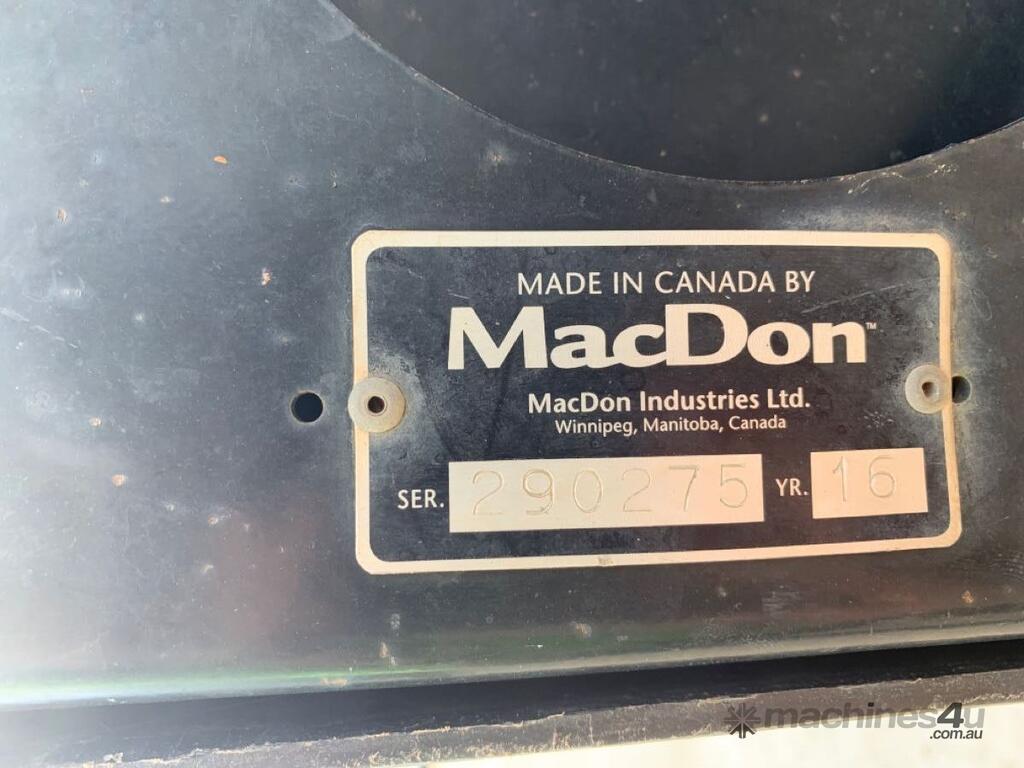 MADE IN CANADA BY
MacDon™
MacDon Industries Ltd.
Winnipeg, Manitoba, Canada
SER. 290275 YR. 16
machines4u
.com.au